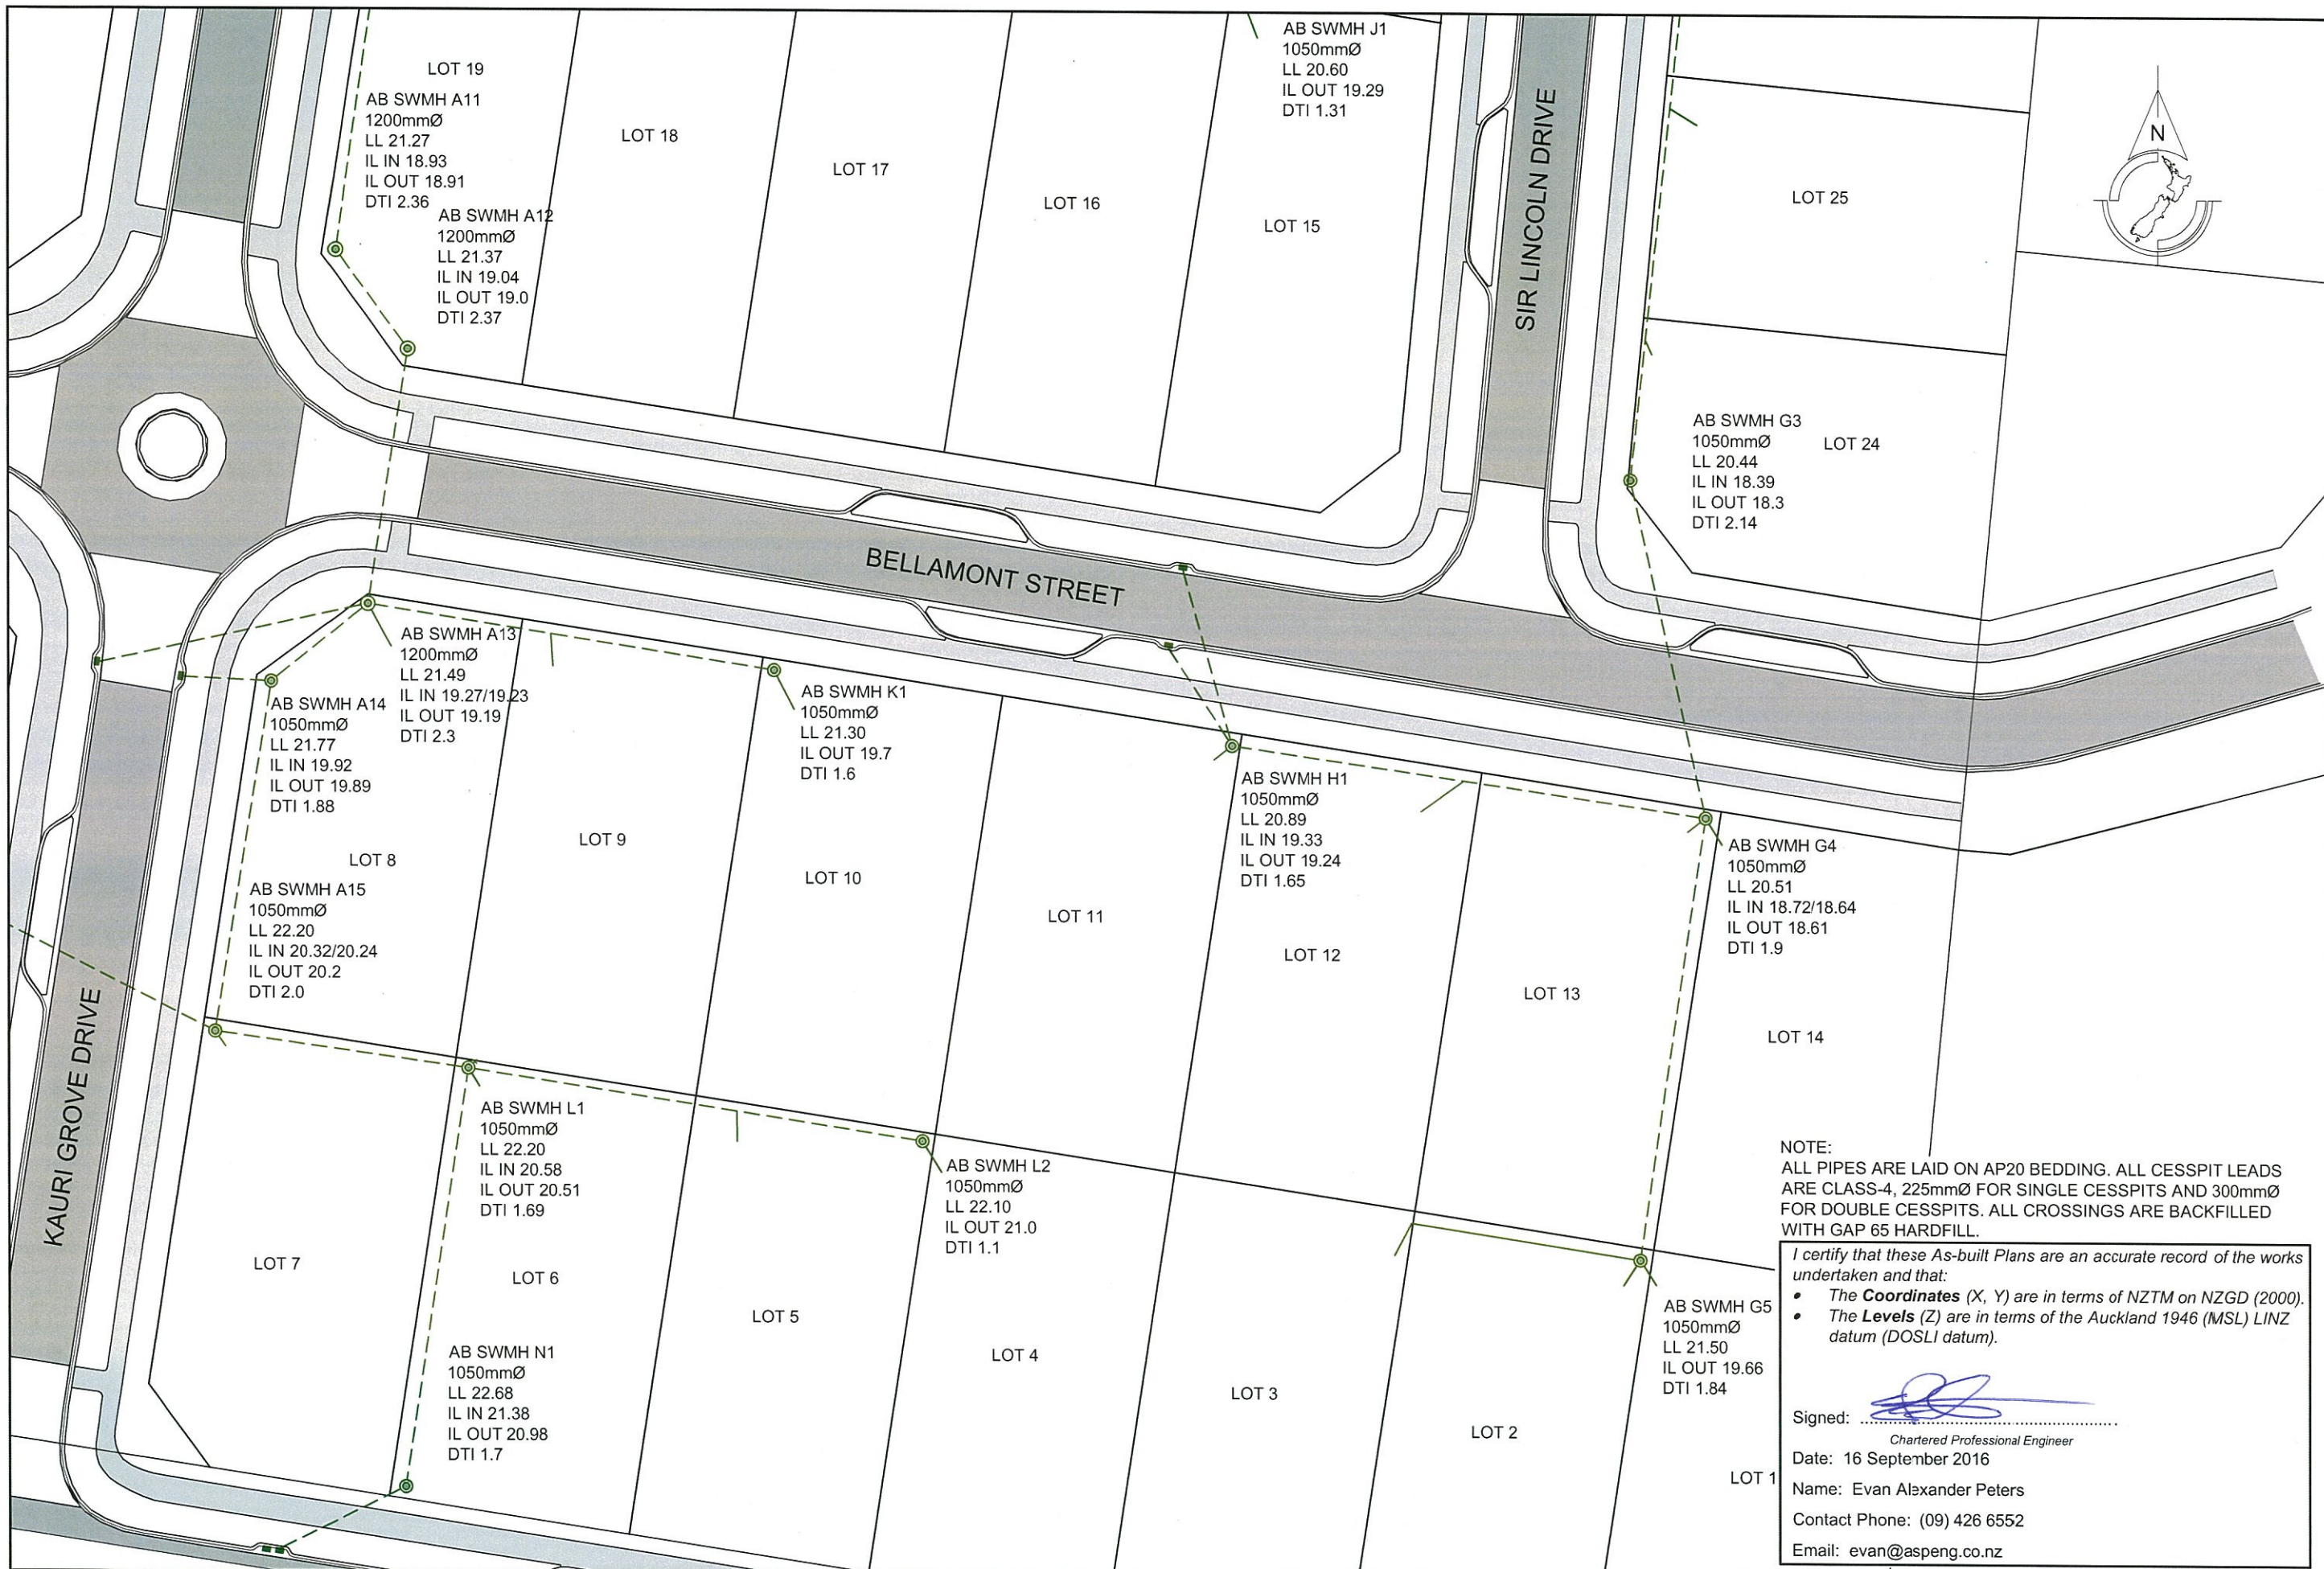 LOT 19
AB SWMH A11
1200mmØ
LL 21.27
IL IN 18.93
IL OUT 18.91
DTI 2.36
AB SWMH A12
1200mmØ
LL 21.37
IL IN 19.04
IL OUT 19.0
DTI 2.37
LOT 18
LOT 17
LOT 16
LOT 15
AB SWMH J1
1050mmØ
LL 20.60
IL OUT 19.29
DTI 1.31
SIR LINCOLN DRIVE
LOT 25
N
AB SWMH G3
1050mmØ
LL 20.44
IL IN 18.39
IL OUT 18.3
DTI 2.14
LOT 24
BELLAMONT STREET
AB SWMH A13
1200mmØ
LL 21.49
IL IN 19.27/19.23
IL OUT 19.19
DTI 2.3
AB SWMH A14
1050mmØ
LL 21.77
IL IN 19.92
IL OUT 19.89
DTI 1.88
AB SWMH K1
1050mmØ
LL 21.30
IL OUT 19.7
DTI 1.6
AB SWMH H1
1050mmØ
LL 20.89
IL IN 19.33
IL OUT 19.24
DTI 1.65
AB SWMH G4
1050mmØ
LL 20.51
IL IN 18.72/18.64
IL OUT 18.61
DTI 1.9
LOT 8
LOT 9
LOT 10
LOT 11
LOT 12
LOT 13
LOT 14
AB SWMH A15
1050mmØ
LL 22.20
IL IN 20.32/20.24
IL OUT 20.2
DTI 2.0
KAURI GROVE DRIVE
AB SWMH L1
1050mmØ
LL 22.20
IL IN 20.58
IL OUT 20.51
DTI 1.69
AB SWMH L2
1050mmØ
LL 22.10
IL OUT 21.0
DTI 1.1
LOT 7
LOT 6
LOT 5
LOT 4
LOT 3
LOT 2
LOT 1
AB SWMH N1
1050mmØ
LL 22.68
IL IN 21.38
IL OUT 20.98
DTI 1.7
AB SWMH G5
1050mmØ
LL 21.50
IL OUT 19.66
DTI 1.84
NOTE:
ALL PIPES ARE LAID ON AP20 BEDDING. ALL CESSPIT LEADS
ARE CLASS-4, 225mmØ FOR SINGLE CESSPITS AND 300mmØ
FOR DOUBLE CESSPITS. ALL CROSSINGS ARE BACKFILLED
WITH GAP 65 HARDFILL.
I certify that these As-built Plans are an accurate record of the works
undertaken and that:
• The Coordinates (X, Y) are in terms of NZTM on NZGD (2000).
• The Levels (Z) are in terms of the Auckland 1946 (MSL) LINZ
datum (DOSLI datum).
Signed:
Chartered Professional Engineer
Date: 16 September 2016
Name: Evan Alexander Peters
Contact Phone: (09) 426 6552
Email: evan@aspeng.co.nz